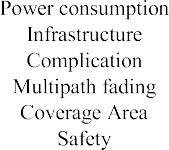 Power consumption
Infrastructure
Complication
Multipath fading
Coverage Area
Safety